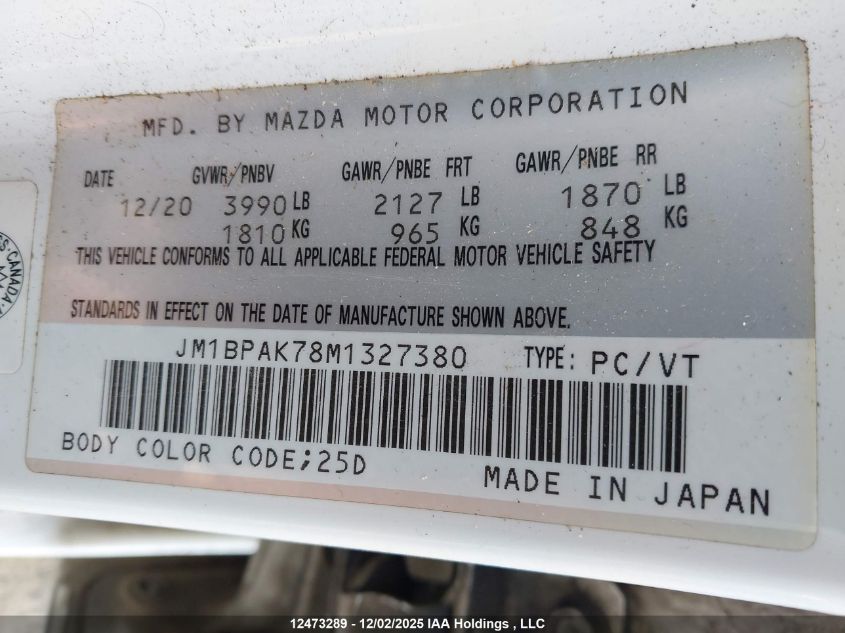 MFD. BY MAZDA MOTOR CORPORATION
DATE GVWR/PNBV GAWR/PNBE FRT GAWR/PNBE RR
12/20 3990 LB 2127 LB 1870 LB
1810 KG 965 KG 848 KG
THIS VEHICLE CONFORMS TO ALL APPLICABLE FEDERAL MOTOR VEHICLE SAFETY
STANDARDS IN EFFECT ON THE DATE OF MANUFACTURE SHOWN ABOVE.
JM1BPAK78M1327380 TYPE: PC/VT
BODY COLOR CODE;25D MADE IN JAPAN
CANADA
12473289 - 12/02/2025 IAA Holdings , LLC